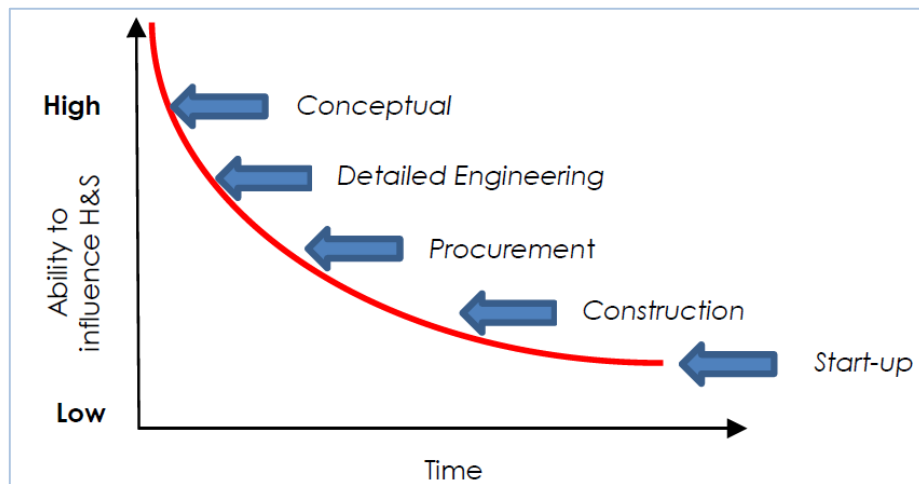 High
Conceptual
Detailed Engineering
Ability to
influence H&S
Procurement
Construction
Start-up
Low
Time